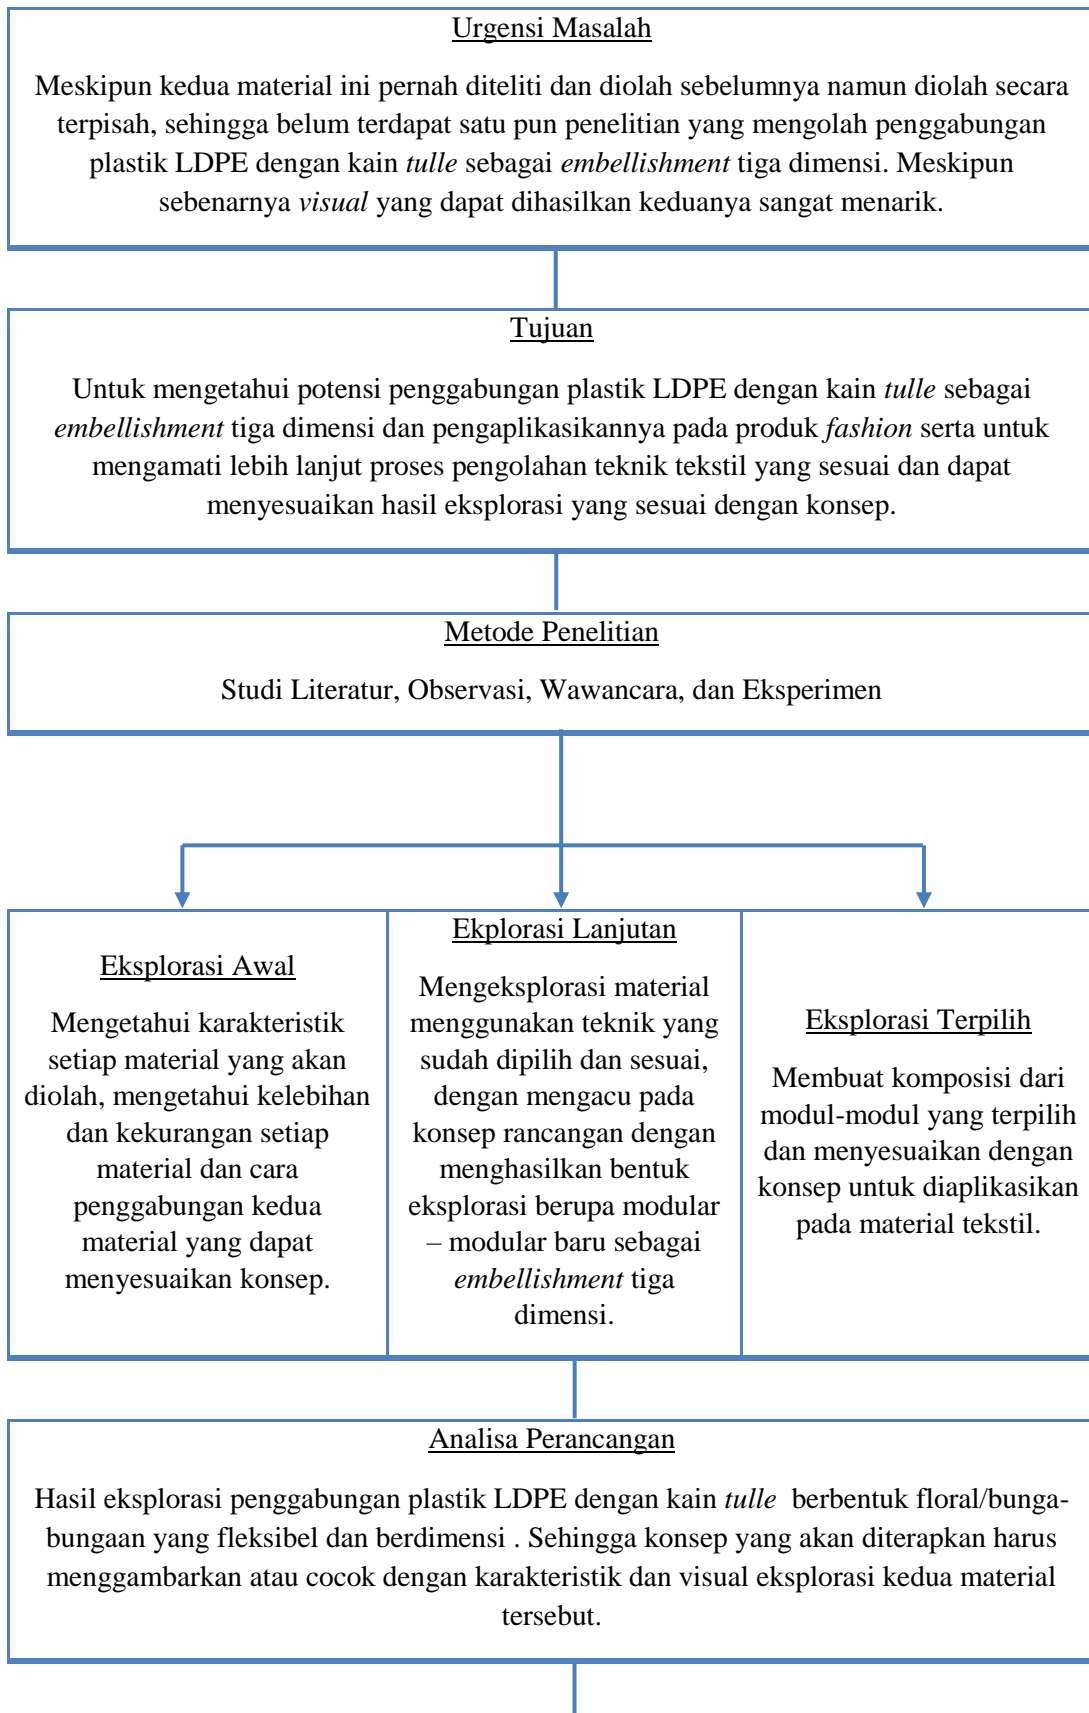 Urgensi Masalah
Meskipun kedua material ini pernah diteliti dan diolah sebelumnya namun diolah secara
terpisah, sehingga belum terdapat satu pun penelitian yang mengolah penggabungan
plastik LDPE dengan kain tulle sebagai embellishment tiga dimensi. Meskipun
sebenarnya visual yang dapat dihasilkan keduanya sangat menarik.
Tujuan
Untuk mengetahui potensi penggabungan plastik LDPE dengan kain tulle sebagai
embellishment tiga dimensi dan pengaplikasikannya pada produk fashion serta untuk
mengamati lebih lanjut proses pengolahan teknik tekstil yang sesuai dan dapat
menyesuaikan hasil eksplorasi yang sesuai dengan konsep.
Metode Penelitian
Studi Literatur, Observasi, Wawancara, dan Eksperimen
Eksplorasi Awal
Mengetahui karakteristik
setiap material yang akan
diolah, mengetahui kelebihan
dan kekurangan setiap
material dan cara
penggabungan kedua
material yang dapat
menyesuaikan konsep.
Ekplorasi Lanjutan
Mengeksplorasi material
menggunakan teknik yang
sudah dipilih dan sesuai,
dengan mengacu pada
konsep rancangan dengan
menghasilkan bentuk
eksplorasi berupa modular
– modular baru sebagai
embellishment tiga
dimensi.
Eksplorasi Terpilih
Membuat komposisi dari
modul-modul yang terpilih
dan menyesuaikan dengan
konsep untuk diaplikasikan
pada material tekstil.
Analisa Perancangan
Hasil eksplorasi penggabungan plastik LDPE dengan kain tulle berbentuk floral/bunga-
bungaan yang fleksibel dan berdimensi . Sehingga konsep yang akan diterapkan harus
menggambarkan atau cocok dengan karakteristik dan visual eksplorasi kedua material
tersebut.